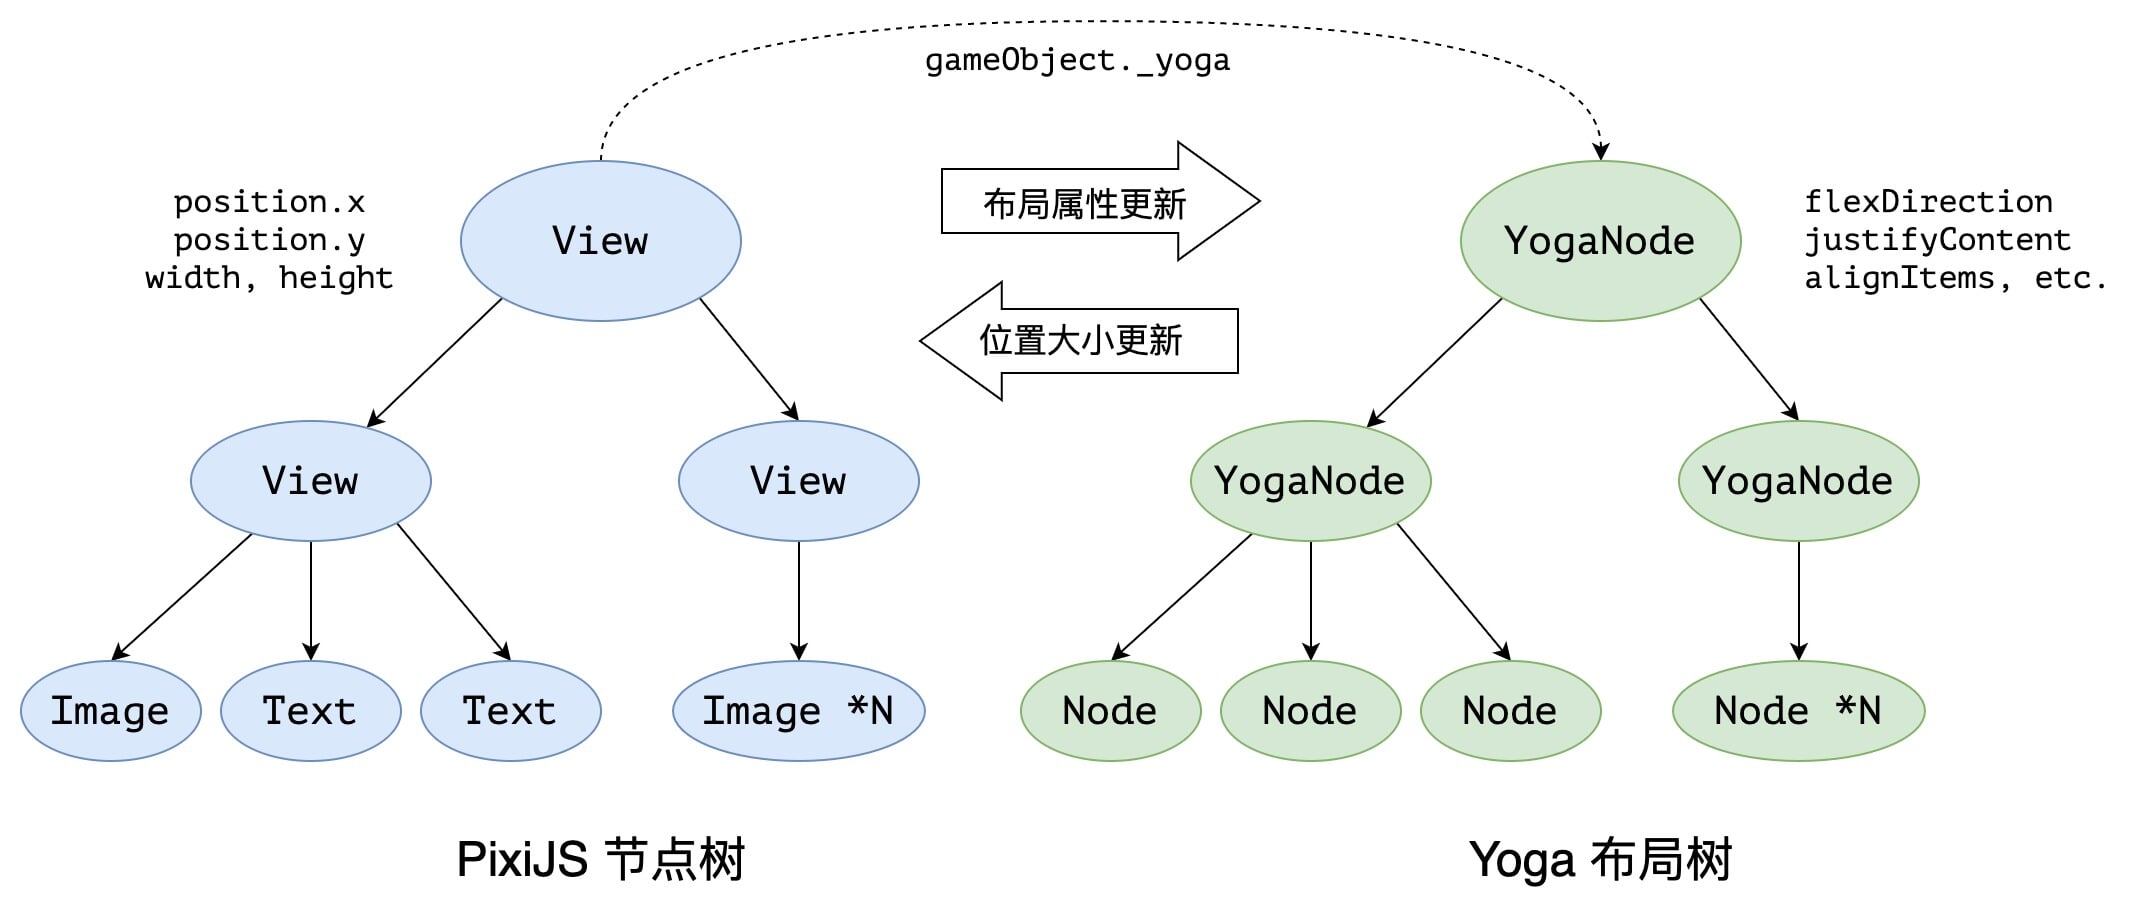 gameObject._yoga
position.x
position.y
width, height
View
布局属性更新
位置大小更新
YogaNode
flexDirection
justifyContent
alignItems, etc.
View
View
YogaNode
YogaNode
Image
Text
Text
Image *N
Node
Node
Node
Node *N
PixiJS 节点树
Yoga 布局树